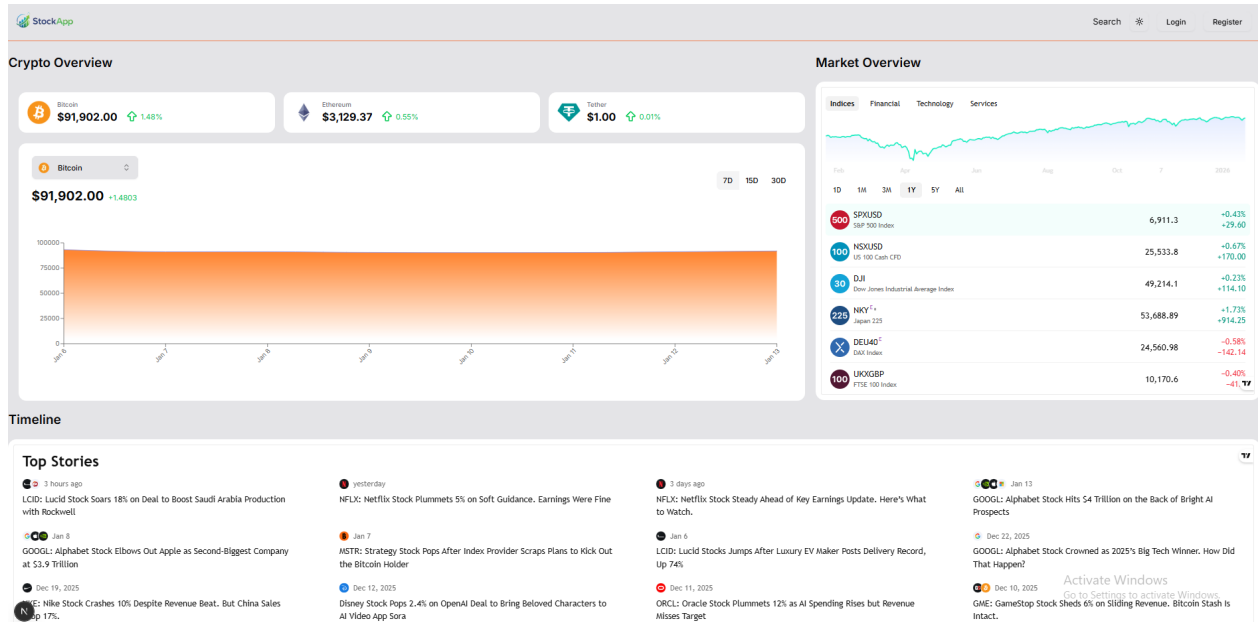 StockApp
Search
Login
Register
Crypto Overview
Market Overview
Bitcoin
$91,902.00 1.48%
Ethereum
$3,129.37 0.55%
Tether
$1.00 0.01%
Bitcoin
$91,902.00 +1.4803
7D 15D 30D
100000
75000
50000
25000
0
Jan 6
Jan 7
Jan 8
Jan 9
Jan 10
Jan 11
Jan 12
Jan 13
Indices Financial Technology Services
Feb Apr Jun Aug Oct 7 2026
1D 1M 3M 1Y 5Y All
500 SPXUSD
S&P 500 Index
6,911.3
+0.43%
+29.60
100 NSXUSD
US 100 Cash CFD
25,533.8
+0.67%
+170.00
30 DJI
Dow Jones Industrial Average Index
49,214.1
+0.23%
+114.10
225 NKY
Japan 225
53,688.89
+1.73%
+914.25
X DEU40
DAX Index
24,560.98
−0.58%
−142.14
100 UKXGBP
FTSE 100 Index
10,170.6
−0.40%
−41.
Timeline
Top Stories
3 hours ago
LCID: Lucid Stock Soars 18% on Deal to Boost Saudi Arabia Production
with Rockwell
yesterday
NFLX: Netflix Stock Plummets 5% on Soft Guidance. Earnings Were Fine
3 days ago
NFLX: Netflix Stock Steady Ahead of Key Earnings Update. Here's What
to Watch.
Jan 13
GOOGL: Alphabet Stock Hits $4 Trillion on the Back of Bright AI
Prospects
Jan 8
GOOGL: Alphabet Stock Elbows Out Apple as Second-Biggest Company
at $3.9 Trillion
Jan 7
MSTR: Strategy Stock Pops After Index Provider Scraps Plans to Kick Out
the Bitcoin Holder
Jan 6
LCID: Lucid Stocks Jumps After Luxury EV Maker Posts Delivery Record,
Up 74%
Dec 22, 2025
GOOGL: Alphabet Stock Crowned as 2025's Big Tech Winner. How Did
That Happen?
Dec 19, 2025
NKE: Nike Stock Crashes 10% Despite Revenue Beat. But China Sales
17%.
Dec 12, 2025
Disney Stock Pops 2.4% on OpenAI Deal to Bring Beloved Characters to
AI Video App Sora
Dec 11, 2025
ORCL: Oracle Stock Plummets 12% as AI Spending Rises but Revenue
Misses Target
Dec 10, 2025
GME: GameStop Stock Sheds 6% on Sliding Revenue. Bitcoin Stash Is
Intact.
Activate Windows
Go to Settings to activate Windows.